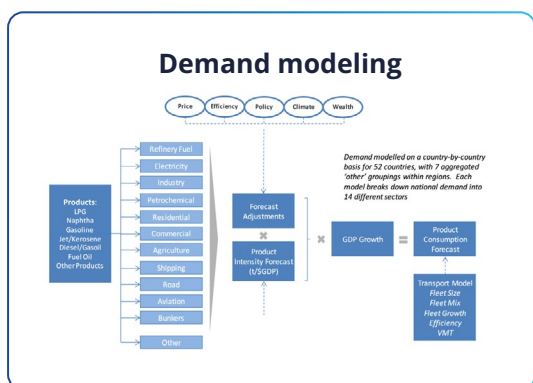 Demand modeling
Price
Efficiency
Policy
Climate
Wealth
Demand modelled on a country-by-country
basis for 52 countries, with 7 aggregated
'other' groupings within regions. Each
model breaks down national demand into
14 different sectors
Products:
LPG
Naphtha
Gasoline
Jet/Kerosene
Diesel/Gasoil
Fuel Oil
Other Products
Refinery Fuel
Electricity
Industry
Petrochemical
Residential
Commercial
Agriculture
Shipping
Road
Aviation
Bunkers
Other
Forecast
Adjustments
×
Product
Intensity Forecast
(t/$GDP)
×
GDP Growth
=
Product
Consumption
Forecast
Transport Model
Fleet Size
Fleet Mix
Fleet Growth
Efficiency
VMT